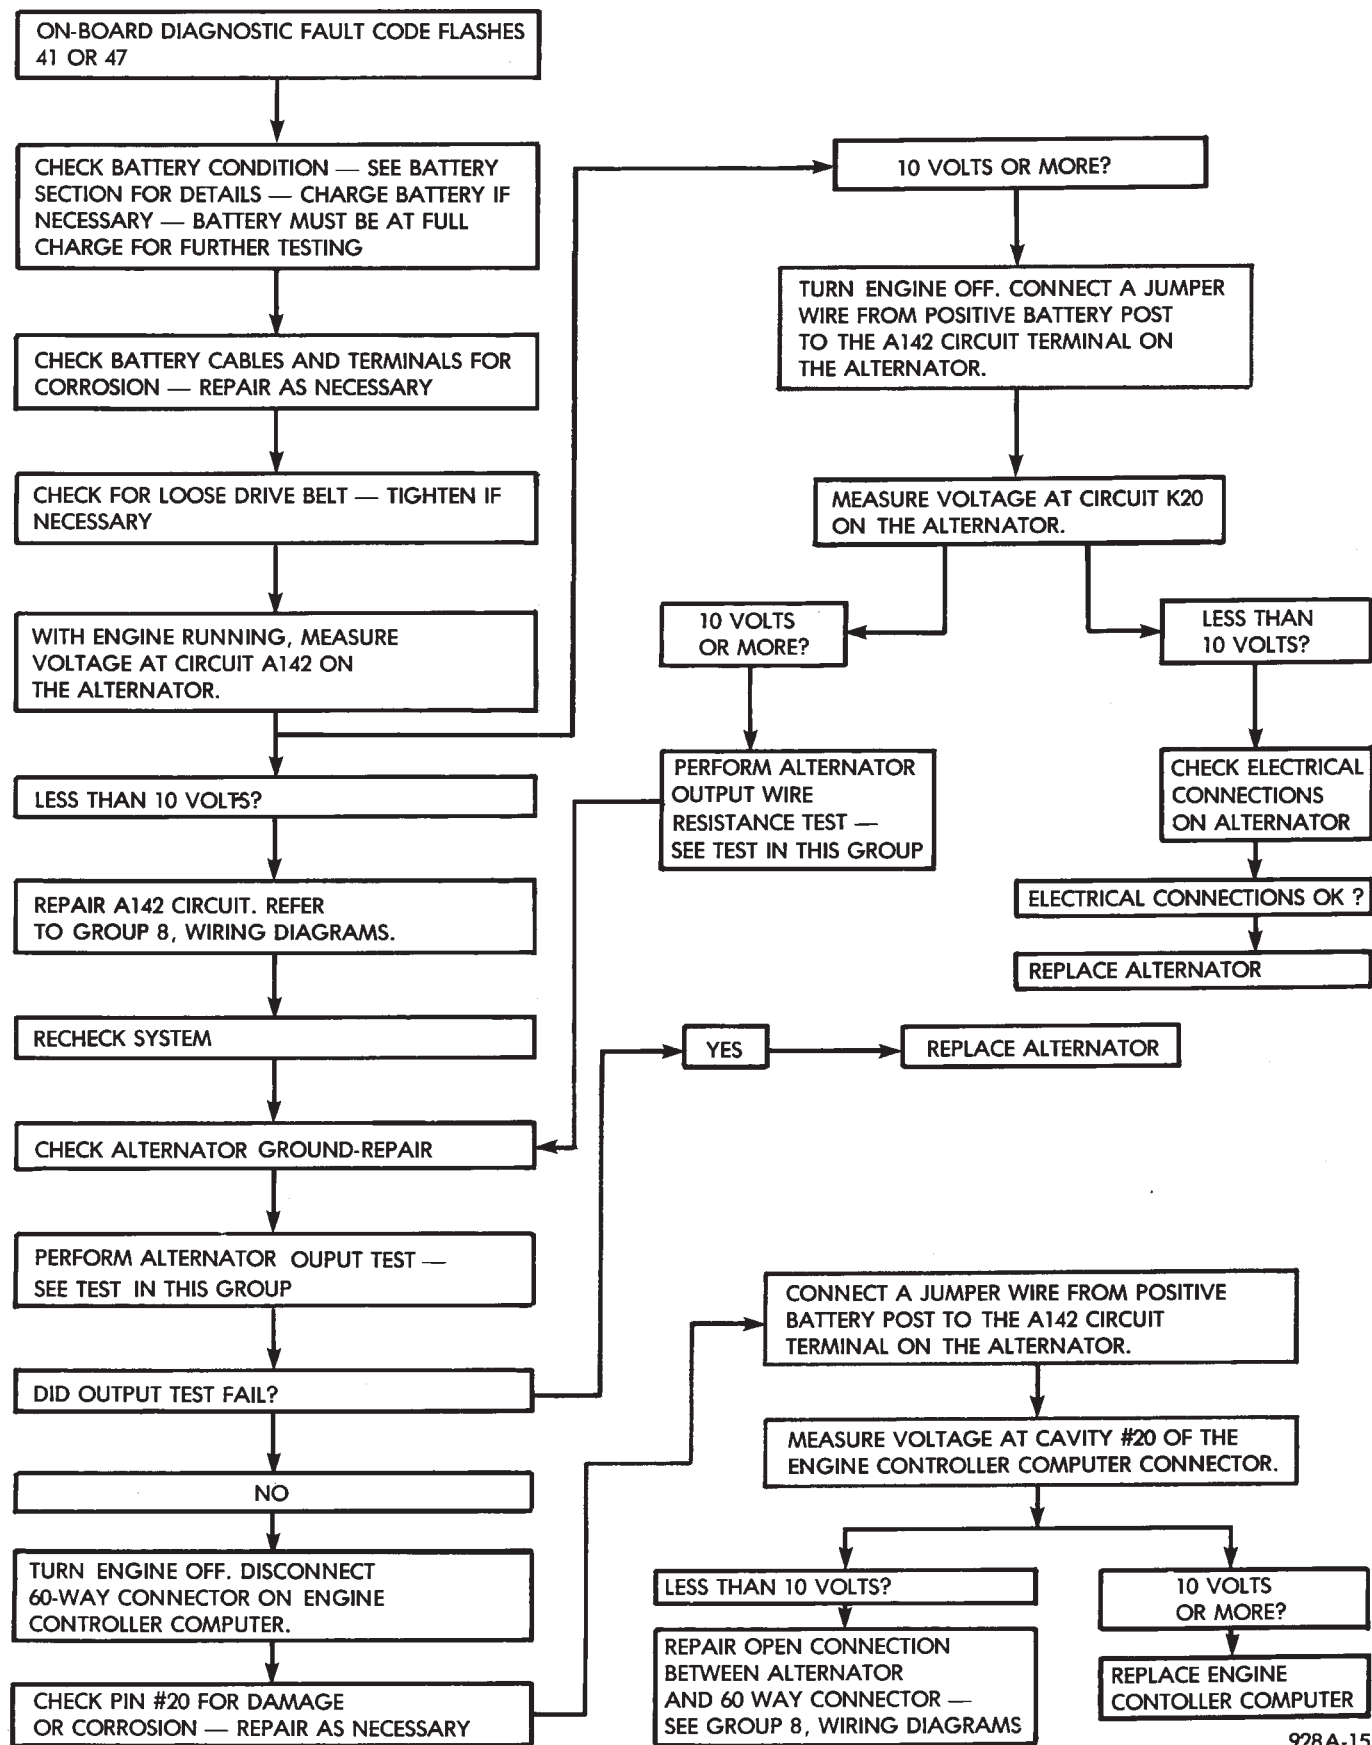 ON-BOARD DIAGNOSTIC FAULT CODE FLASHES
41 OR 47
CHECK BATTERY CONDITION — SEE BATTERY
SECTION FOR DETAILS — CHARGE BATTERY IF
NECESSARY — BATTERY MUST BE AT FULL
CHARGE FOR FURTHER TESTING
CHECK BATTERY CABLES AND TERMINALS FOR
CORROSION — REPAIR AS NECESSARY
CHECK FOR LOOSE DRIVE BELT — TIGHTEN IF
NECESSARY
WITH ENGINE RUNNING, MEASURE
VOLTAGE AT CIRCUIT A142 ON
THE ALTERNATOR.
LESS THAN 10 VOLTS?
REPAIR A142 CIRCUIT. REFER
TO GROUP 8, WIRING DIAGRAMS.
RECHECK SYSTEM
CHECK ALTERNATOR GROUND-REPAIR
PERFORM ALTERNATOR OUPUT TEST —
SEE TEST IN THIS GROUP
DID OUTPUT TEST FAIL?
NO
TURN ENGINE OFF. DISCONNECT
60-WAY CONNECTOR ON ENGINE
CONTROLLER COMPUTER.
CHECK PIN #20 FOR DAMAGE
OR CORROSION — REPAIR AS NECESSARY
10 VOLTS OR MORE?
TURN ENGINE OFF. CONNECT A JUMPER
WIRE FROM POSITIVE BATTERY POST
TO THE A142 CIRCUIT TERMINAL ON
THE ALTERNATOR.
MEASURE VOLTAGE AT CIRCUIT K20
ON THE ALTERNATOR.
10 VOLTS
OR MORE?
PERFORM ALTERNATOR
OUTPUT WIRE
RESISTANCE TEST —
SEE TEST IN THIS GROUP
LESS THAN
10 VOLTS?
CHECK ELECTRICAL
CONNECTIONS
ON ALTERNATOR
ELECTRICAL CONNECTIONS OK ?
REPLACE ALTERNATOR
YES
REPLACE ALTERNATOR
CONNECT A JUMPER WIRE FROM POSITIVE
BATTERY POST TO THE A142 CIRCUIT
TERMINAL ON THE ALTERNATOR.
MEASURE VOLTAGE AT CAVITY #20 OF THE
ENGINE CONTROLLER COMPUTER CONNECTOR.
LESS THAN 10 VOLTS?
REPAIR OPEN CONNECTION
BETWEEN ALTERNATOR
AND 60 WAY CONNECTOR —
SEE GROUP 8, WIRING DIAGRAMS
10 VOLTS
OR MORE?
REPLACE ENGINE
CONTOLLER COMPUTER
928A-15